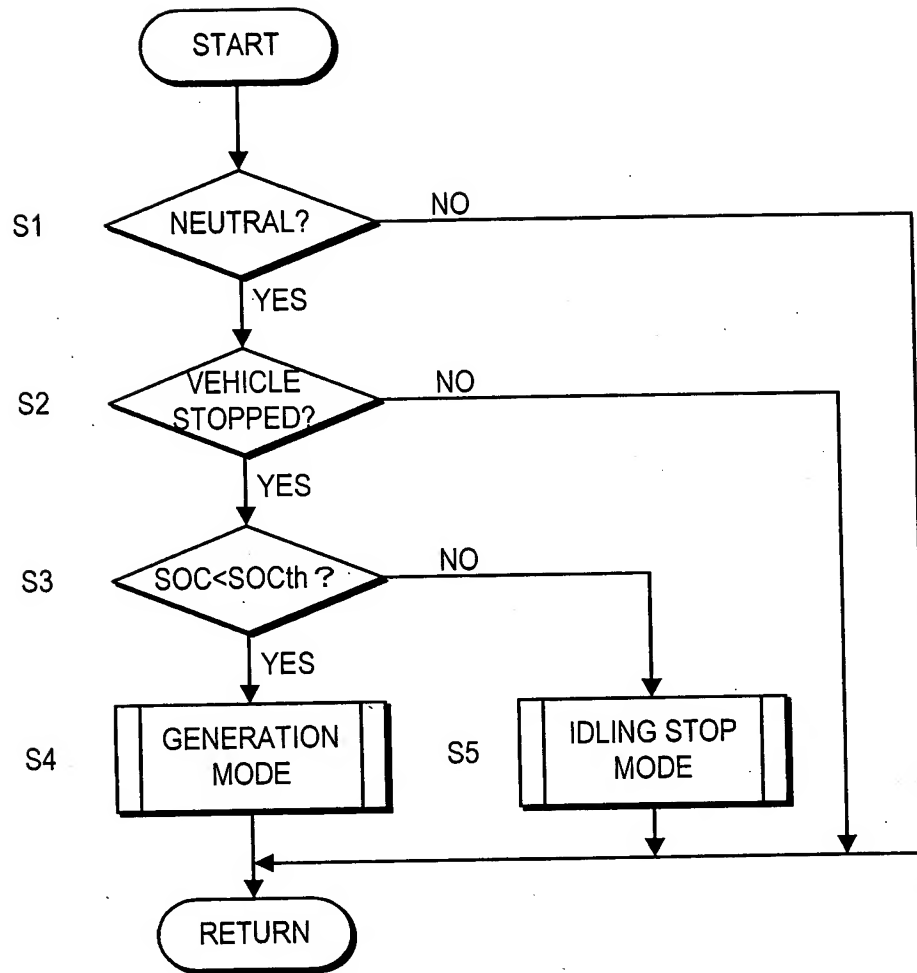 START
S1
NEUTRAL?
NO
YES
S2
VEHICLE
STOPPED?
NO
YES
S3
SOC<SOCth ?
NO
YES
S4
GENERATION
MODE
S5
IDLING STOP
MODE
RETURN